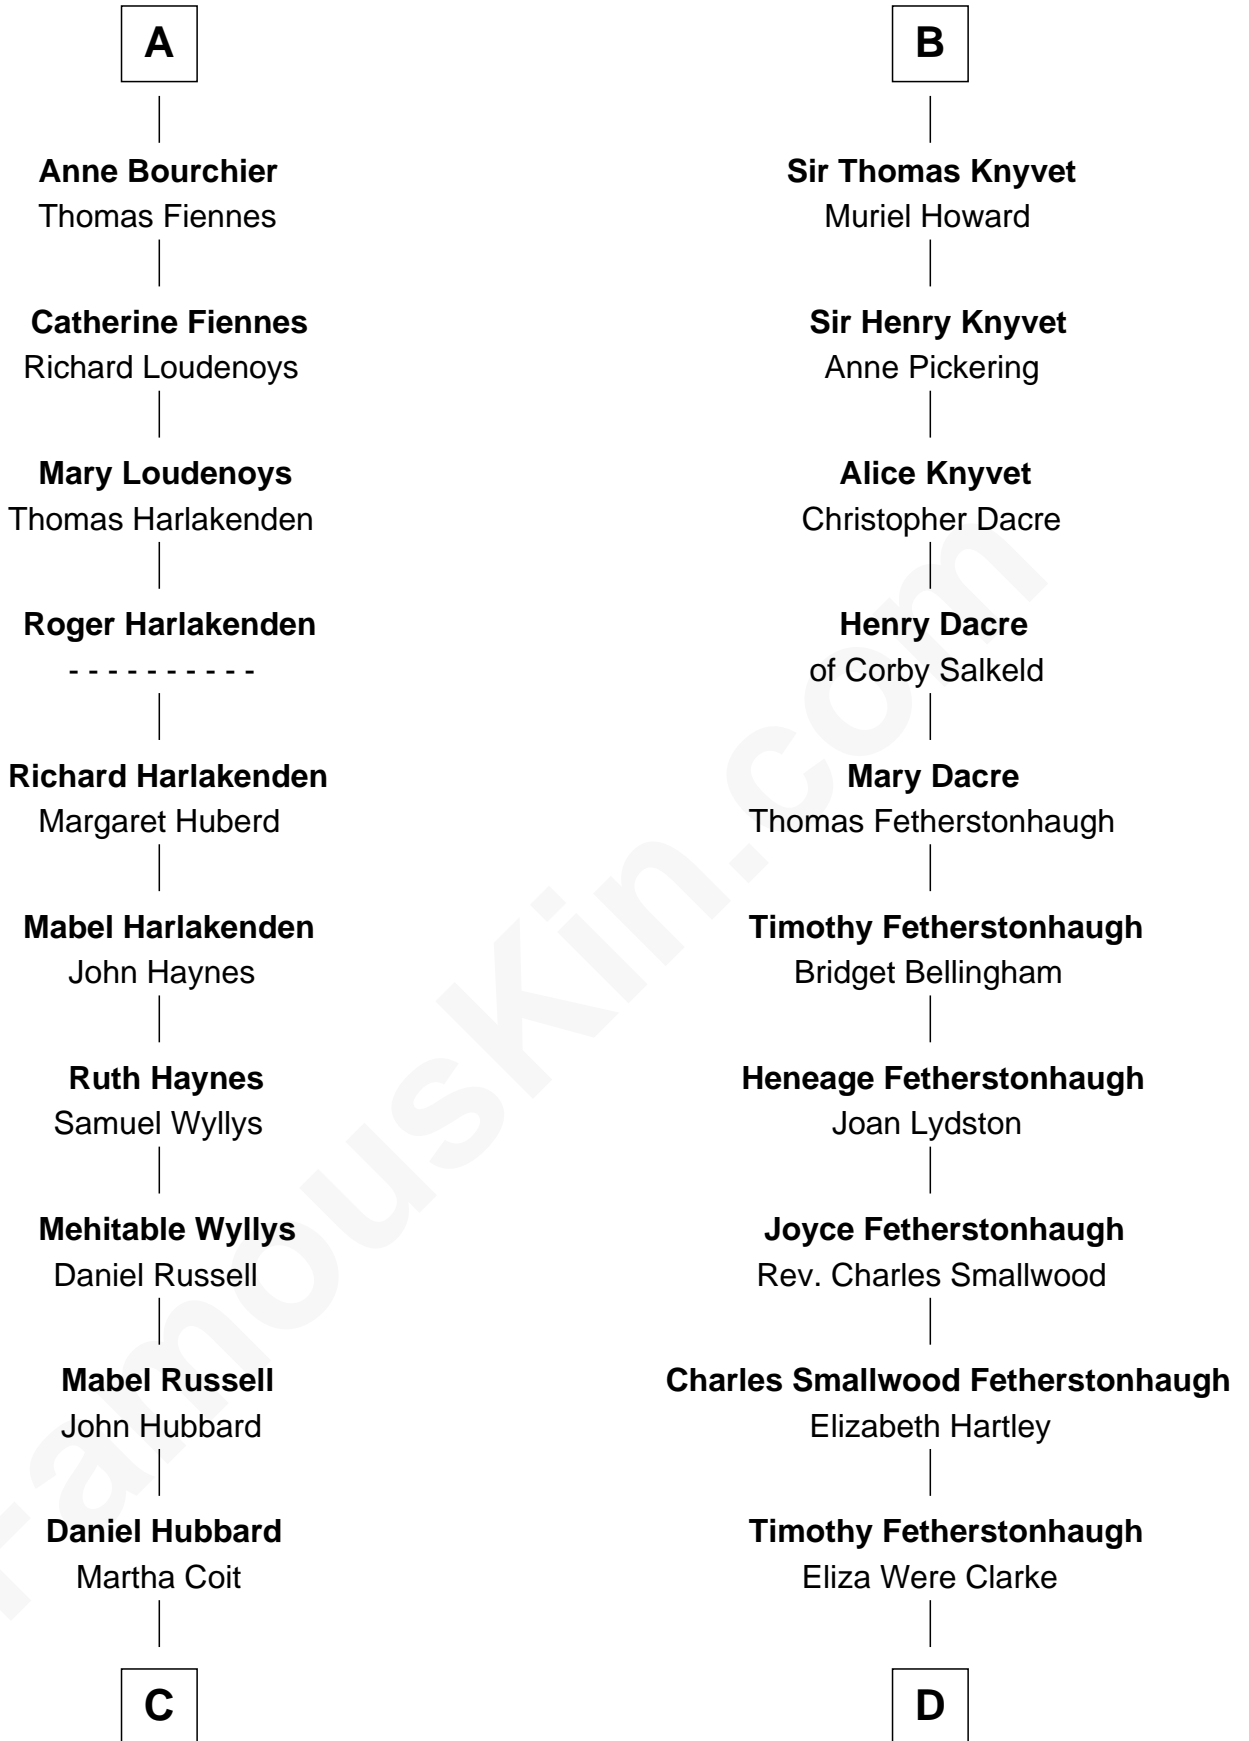 A
Anne Bourchier
Thomas Fiennes
Catherine Fiennes
Richard Loudenoys
Mary Loudenoys
Thomas Harlakenden
Roger Harlakenden
- - - - - - - - - -
Richard Harlakenden
Margaret Huberd
Mabel Harlakenden
John Haynes
Ruth Haynes
Samuel Wyllys
Mehitable Wyllys
Daniel Russell
Mabel Russell
John Hubbard
Daniel Hubbard
Martha Coit
C
B
Sir Thomas Knyvet
Muriel Howard
Sir Henry Knyvet
Anne Pickering
Alice Knyvet
Christopher Dacre
Henry Dacre
of Corby Salkeld
Mary Dacre
Thomas Fetherstonhaugh
Timothy Fetherstonhaugh
Bridget Bellingham
Heneage Fetherstonhaugh
Joan Lydston
Joyce Fetherstonhaugh
Rev. Charles Smallwood
Charles Smallwood Fetherstonhaugh
Elizabeth Hartley
Timothy Fetherstonhaugh
Eliza Were Clarke
D
FamousKin.com